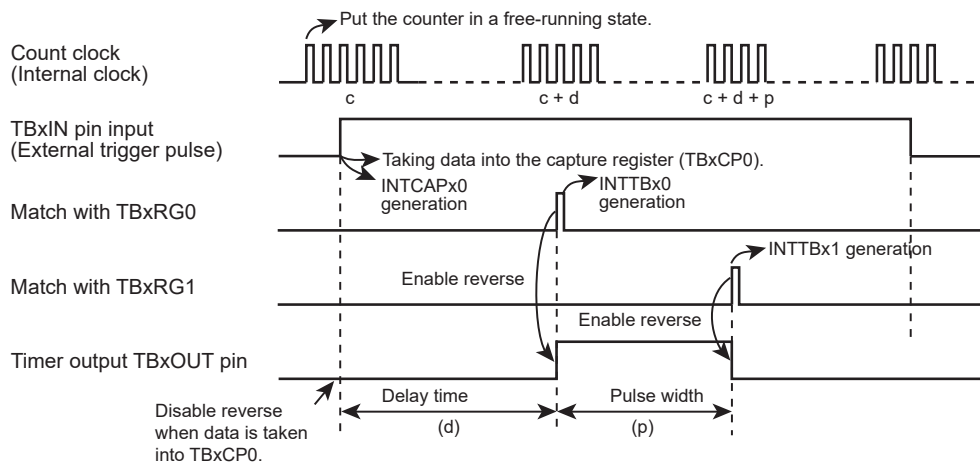 Put the counter in a free-running state.
Count clock
(Internal clock)
c
c + d
c + d + p
TBxIN pin input
(External trigger pulse)
Taking data into the capture register (TBxCP0).
INTCAPx0
generation
INTTBx0
generation
Match with TBxRG0
INTTBx1 generation
Enable reverse
Match with TBxRG1
Enable reverse
Timer output TBxOUT pin
Disable reverse
when data is taken
into TBxCP0.
Delay time
(d)
Pulse width
(p)